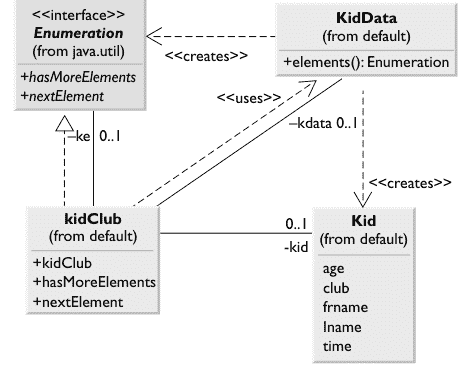 <<interface>>
Enumeration
(from java.util)
+hasMoreElements
+nextElement
KidData
(from default)
+elements(): Enumeration
<<creates>>
<<uses>>
–ke 0..1
–kdata 0..1
<<creates>>
kidClub
(from default)
+kidClub
+hasMoreElements
+nextElement
0..1
-kid
Kid
(from default)
age
club
frname
lname
time